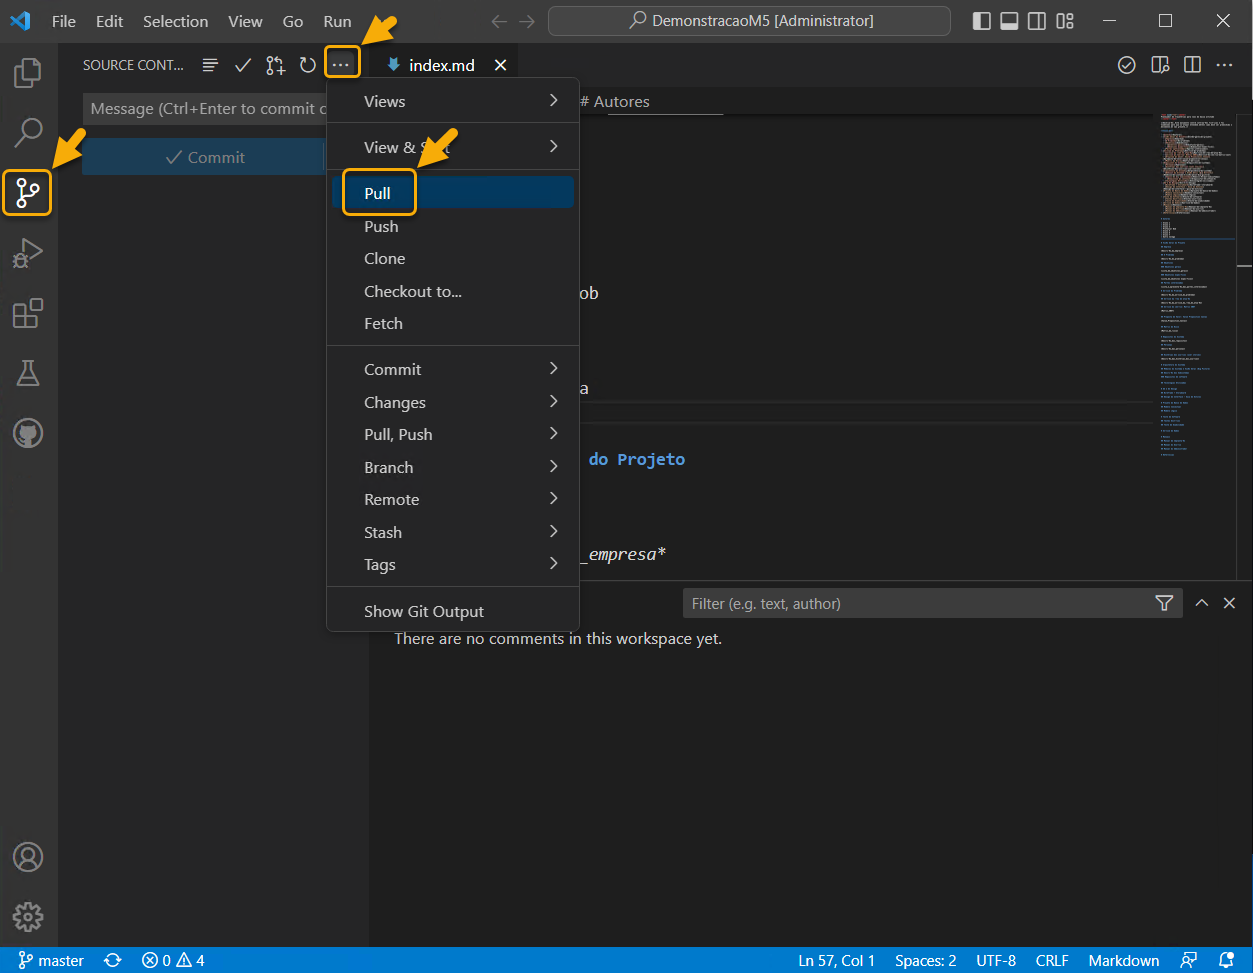 File Edit Selection View Go Run
DemonstracaoM5 [Administrator]
SOURCE CONT...
index.md
Message (Ctrl+Enter to commit
Commit
# Autores
Views
View &
Pull
Push
Clone
Checkout to...
Fetch
Commit
Changes
Pull, Push
Branch
Remote
Stash
Tags
Show Git Output
ob
a
do Projeto
_empresa*
Filter (e.g. text, author)
There are no comments in this workspace yet.
master 0 4 Ln 57, Col 1 Spaces: 2 UTF-8 CRLF Markdown